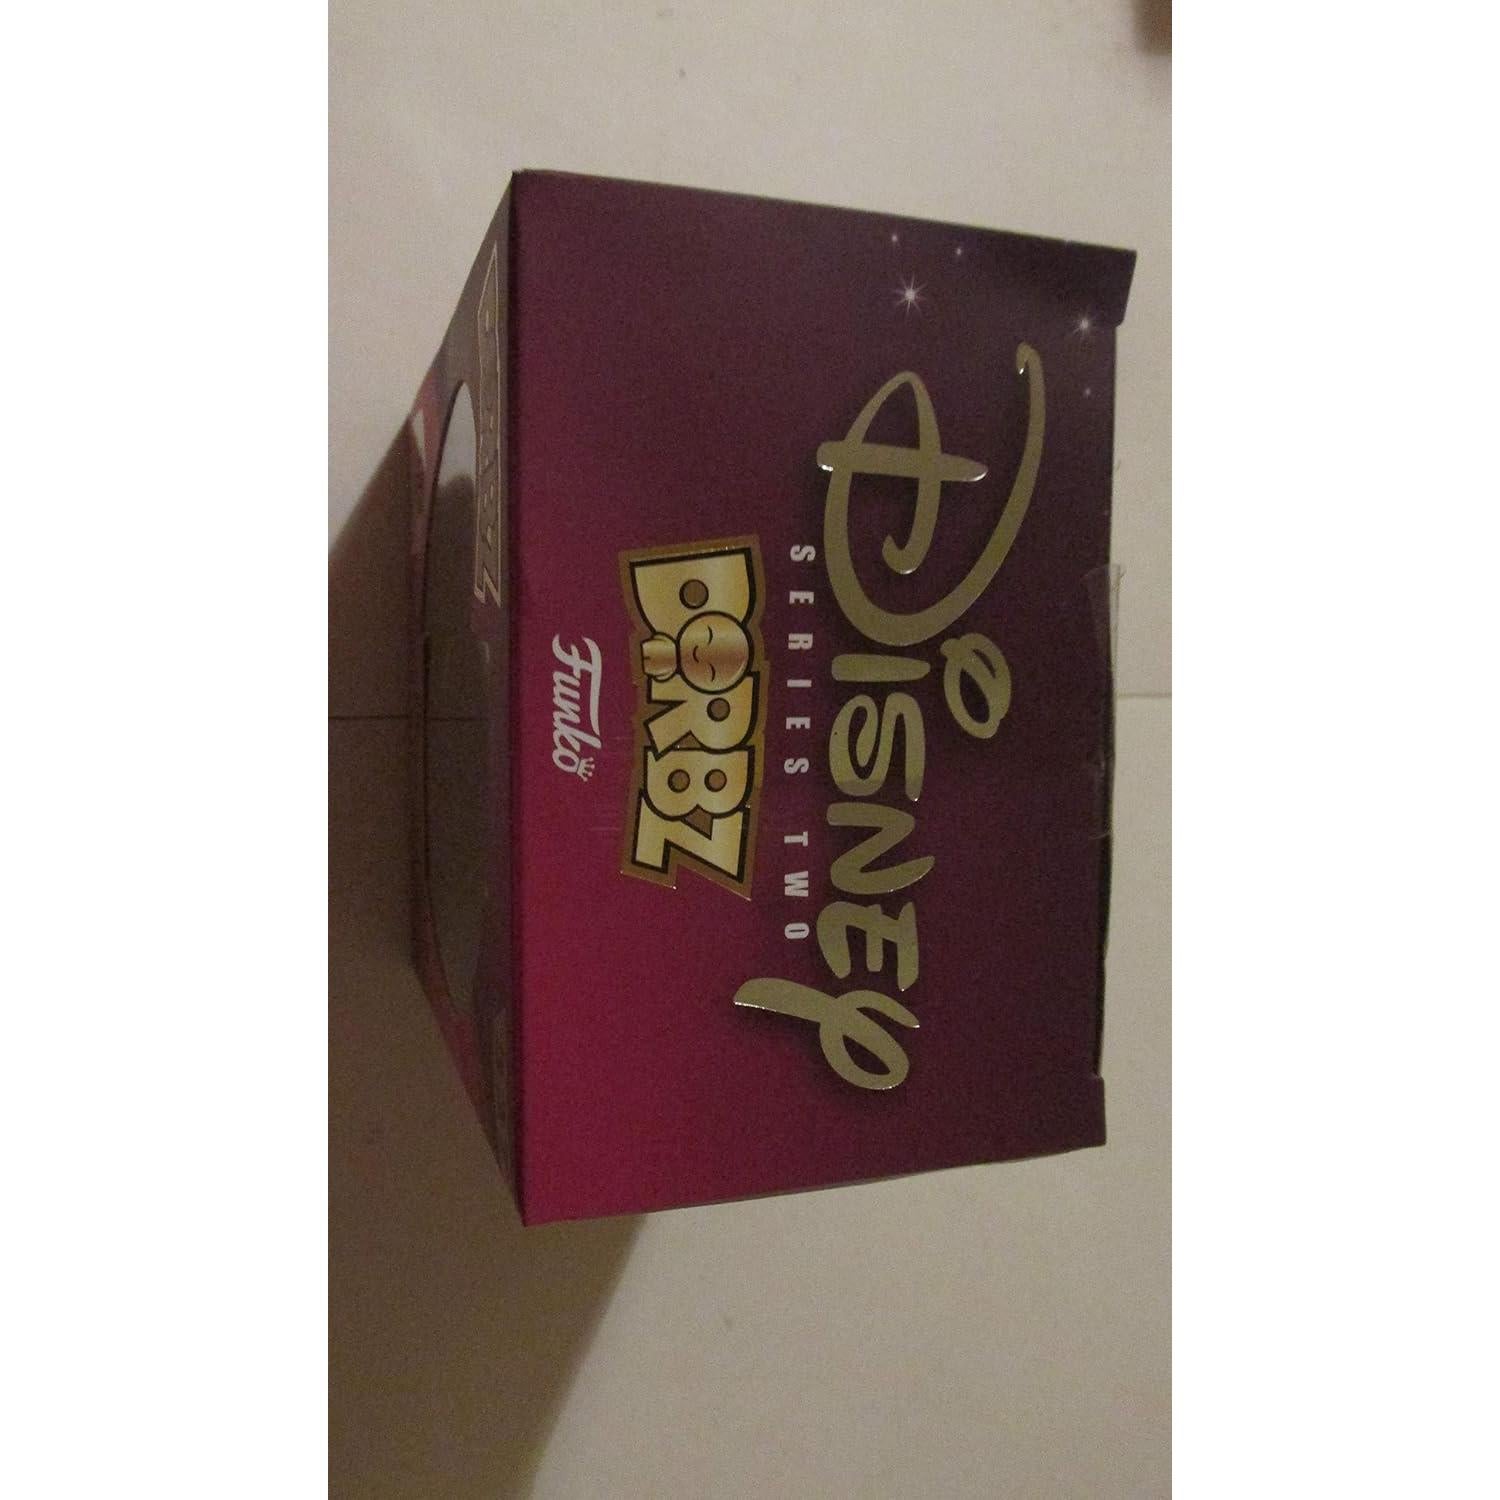 Disney
SERIES TWO
DORBZ
Funko